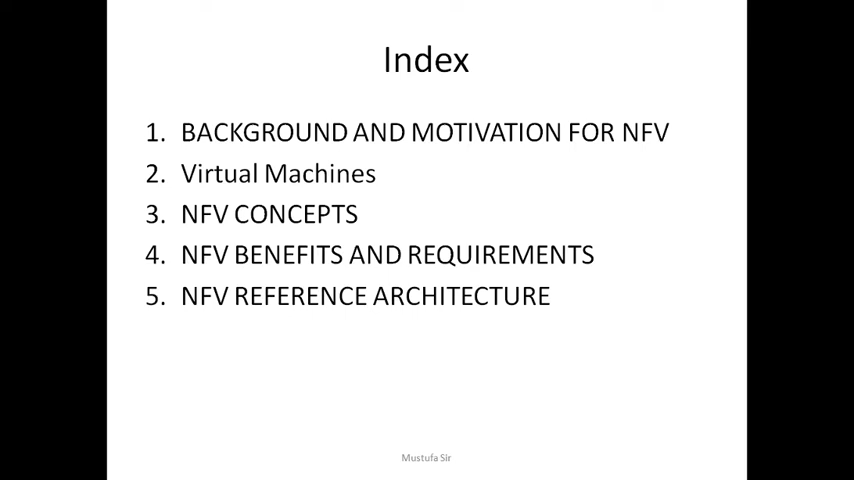 Index
1. BACKGROUND AND MOTIVATION FOR NFV
2. Virtual Machines
3. NFV CONCEPTS
4. NFV BENEFITS AND REQUIREMENTS
5. NFV REFERENCE ARCHITECTURE
Mustufa Sir